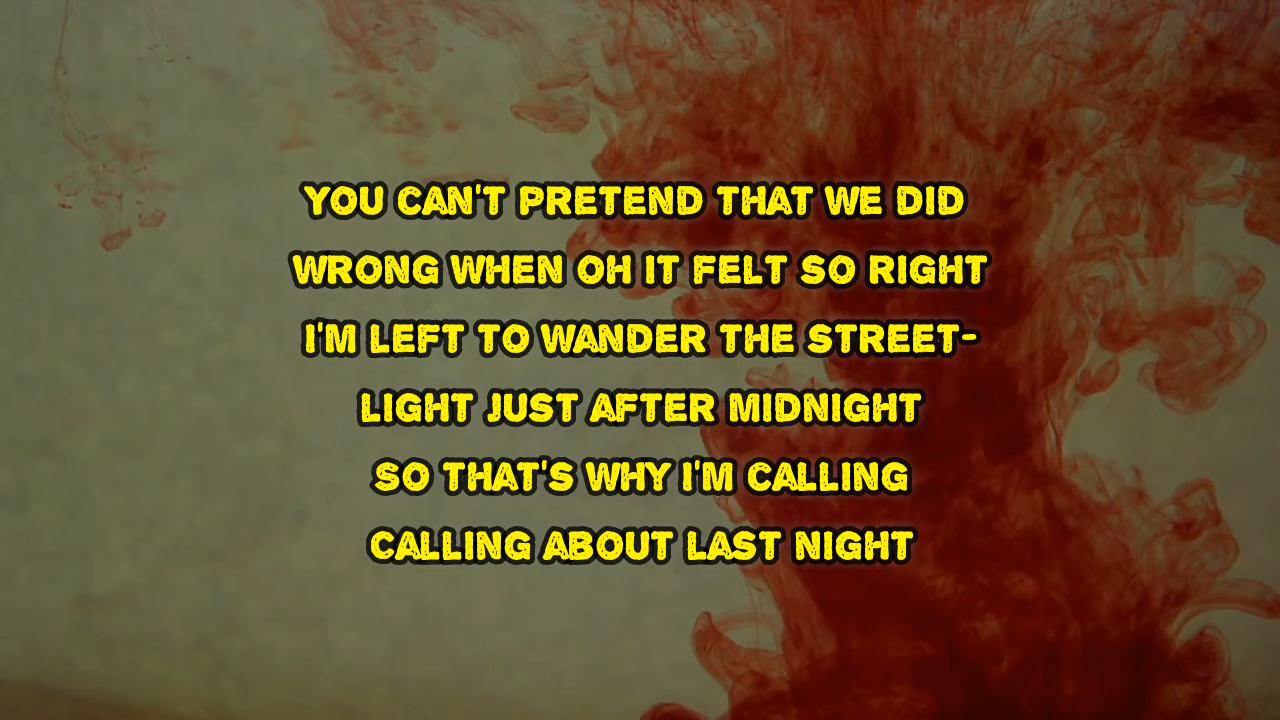 YOU CAN'T PRETEND THAT WE DID
WRONG WHEN OH IT FELT SO RIGHT
I'M LEFT TO WANDER THE STREET-
LIGHT JUST AFTER MIDNIGHT
SO THAT'S WHY I'M CALLING
CALLING ABOUT LAST NIGHT